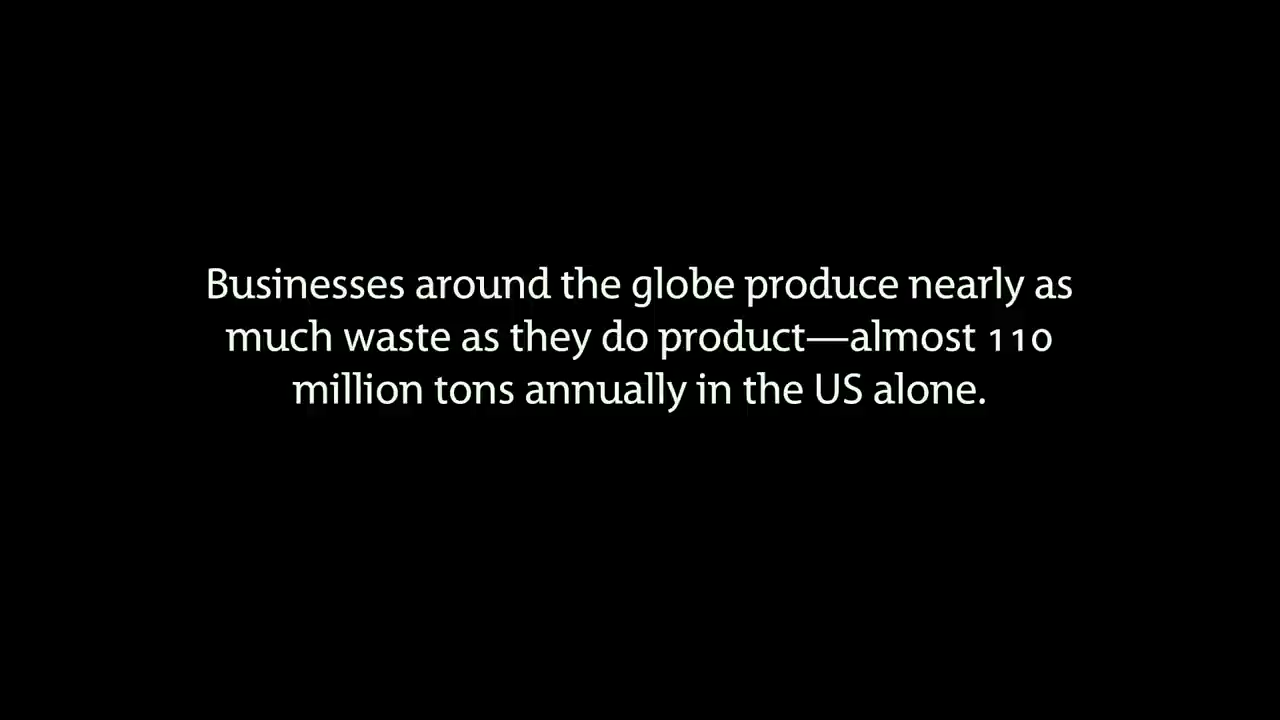 Businesses around the globe produce nearly as
much waste as they do product—almost 110
million tons annually in the US alone.